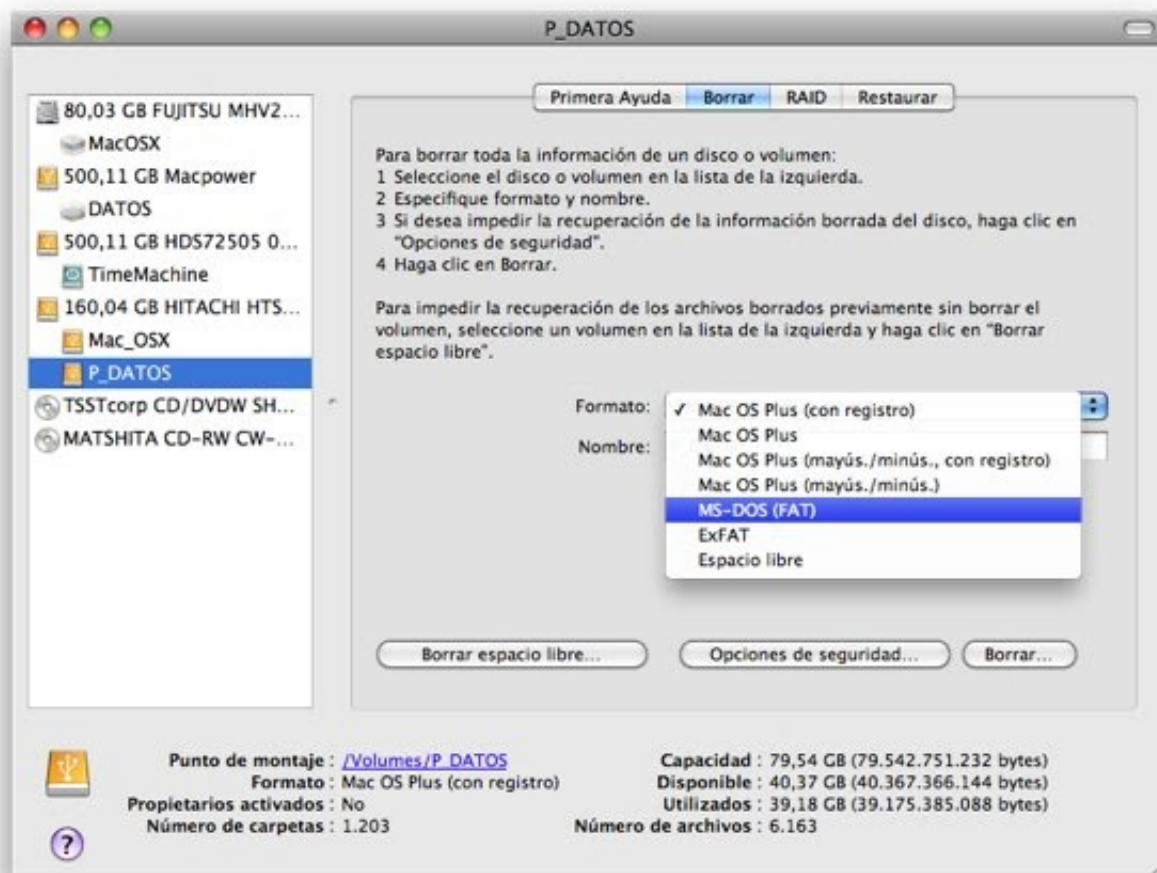 P_DATOS
80,03 GB FUJITSU MHV2...
MacOSX
500,11 GB Macpower
DATOS
500,11 GB HDS72505 0...
TimeMachine
160,04 GB HITACHI HTS...
Mac_OSX
P_DATOS
TSSTcorp CD/DVDW SH...
MATSHITA CD-RW CW-...
Primera Ayuda Borrar RAID Restaurar
Para borrar toda la información de un disco o volumen:
1 Seleccione el disco o volumen en la lista de la izquierda.
2 Especifique formato y nombre.
3 Si desea impedir la recuperación de la información borrada del disco, haga clic en
"Opciones de seguridad".
4 Haga clic en Borrar.
Para impedir la recuperación de los archivos borrados previamente sin borrar el
volumen, seleccione un volumen en la lista de la izquierda y haga clic en "Borrar
espacio libre".
Formato:
✓ Mac OS Plus (con registro)
Mac OS Plus
Mac OS Plus (mayús./minús., con registro)
Mac OS Plus (mayús./minús.)
MS-DOS (FAT)
ExFAT
Espacio libre
Nombre:
Borrar espacio libre... Opciones de seguridad... Borrar...
Punto de montaje : /Volumes/P_DATOS
Formato : Mac OS Plus (con registro)
Propietarios activados : No
Número de carpetas : 1.203
Capacidad : 79,54 GB (79.542.751.232 bytes)
Disponible : 40,37 GB (40.367.366.144 bytes)
Utilizados : 39,18 GB (39.175.385.088 bytes)
Número de archivos : 6.163
?